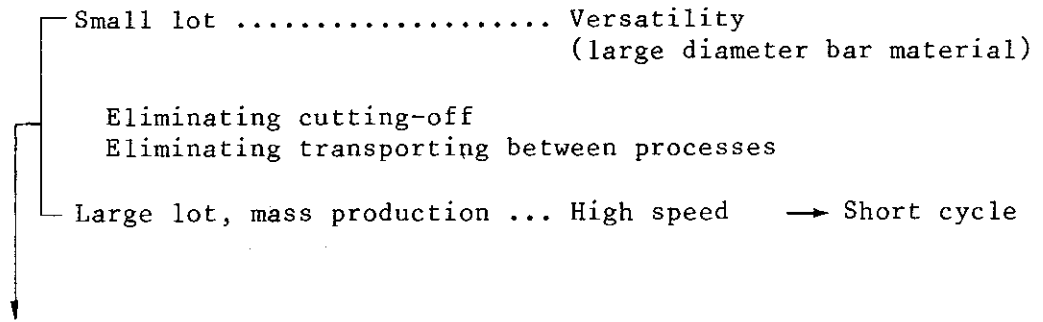 Small lot .................... Versatility
(large diameter bar material)
Eliminating cutting-off
Eliminating transporting between processes
Large lot, mass production ... High speed → Short cycle